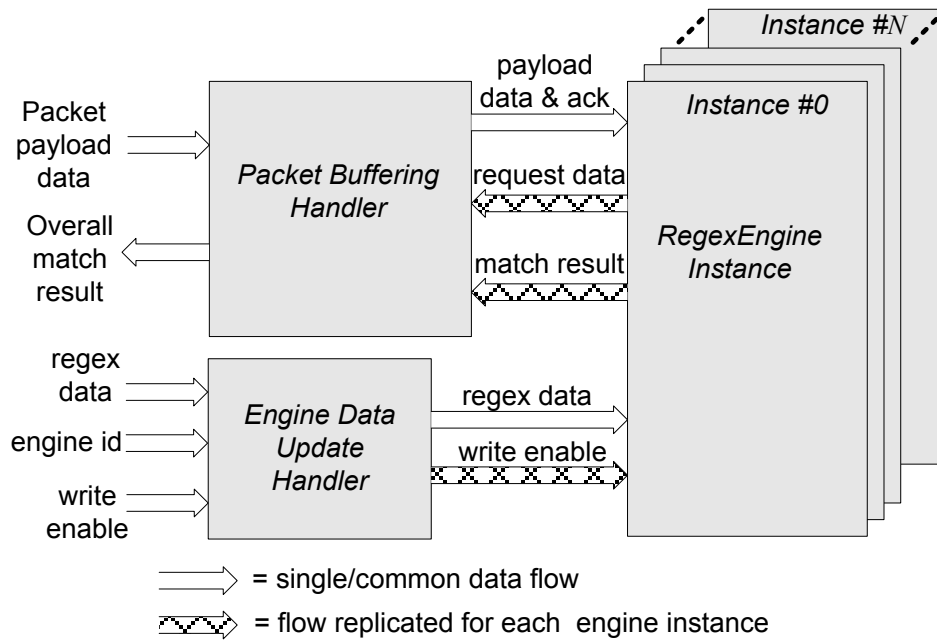 Instance #N
Instance #0
RegexEngine
Instance
payload
data & ack
request data
match result
Packet
payload
data
Overall
match
result
Packet Buffering
Handler
regex
data
engine id
write
enable
Engine Data
Update
Handler
regex data
write enable
= single/common data flow
= flow replicated for each engine instance